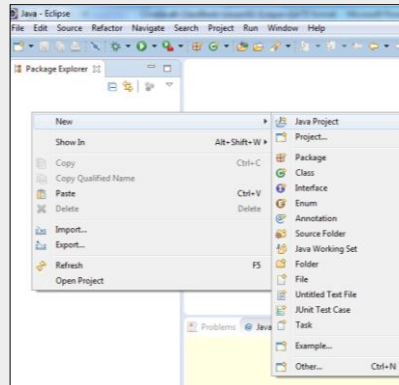 Java - Eclipse
File Edit Source Refactor Navigate Search Project Run Window Help
Package Explorer
New
Show In Alt+Shift+W
Copy Ctrl+C
Copy Qualified Name
Paste Ctrl+V
Delete Delete
Import...
Export...
Refresh F5
Open Project
Java Project
Project...
Package
Class
Interface
Enum
Annotation
Source Folder
Java Working Set
Folder
File
Untitled Text File
JUnit Test Case
Task
Example...
Other... Ctrl+N
Problems @ Java